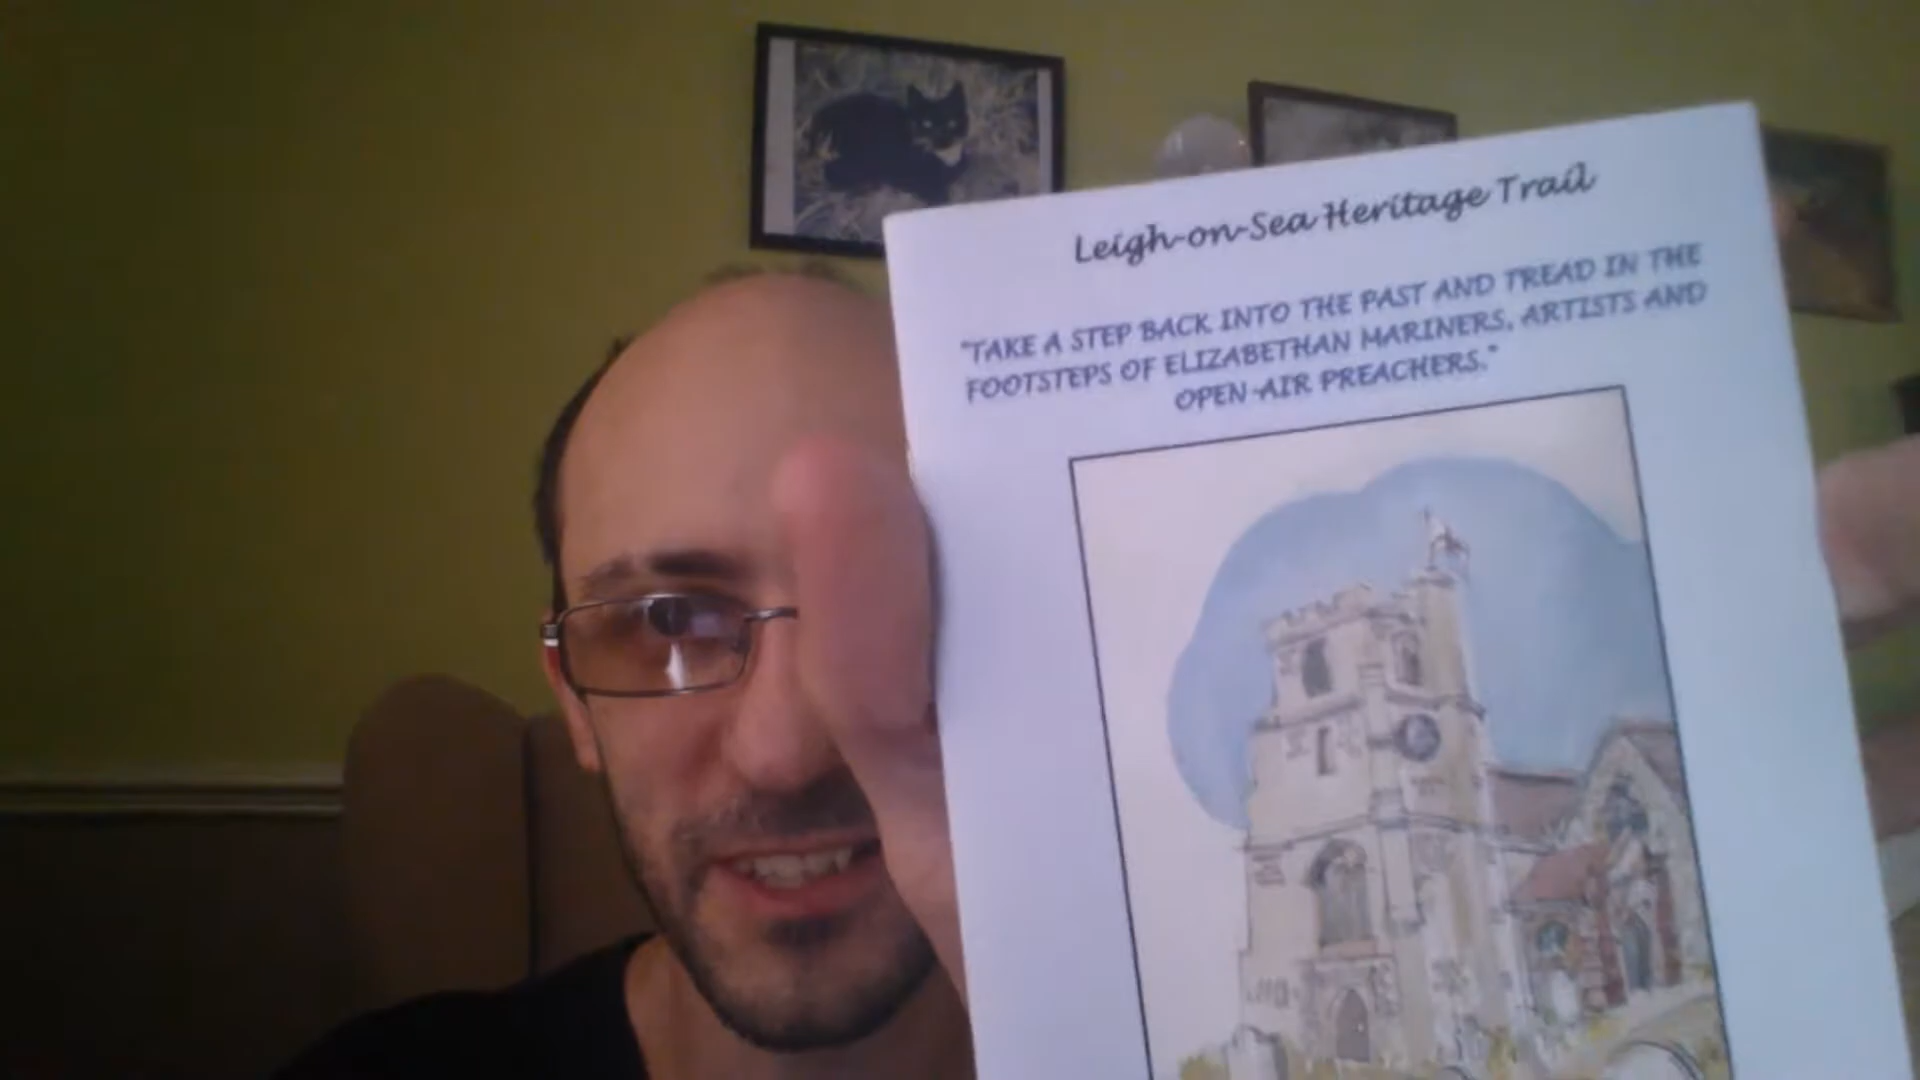 Leigh-on-Sea Heritage Trail
"TAKE A STEP BACK INTO THE PAST AND TREAD IN THE
FOOTSTEPS OF ELIZABETHAN MARINERS, ARTISTS AND
OPEN-AIR PREACHERS."